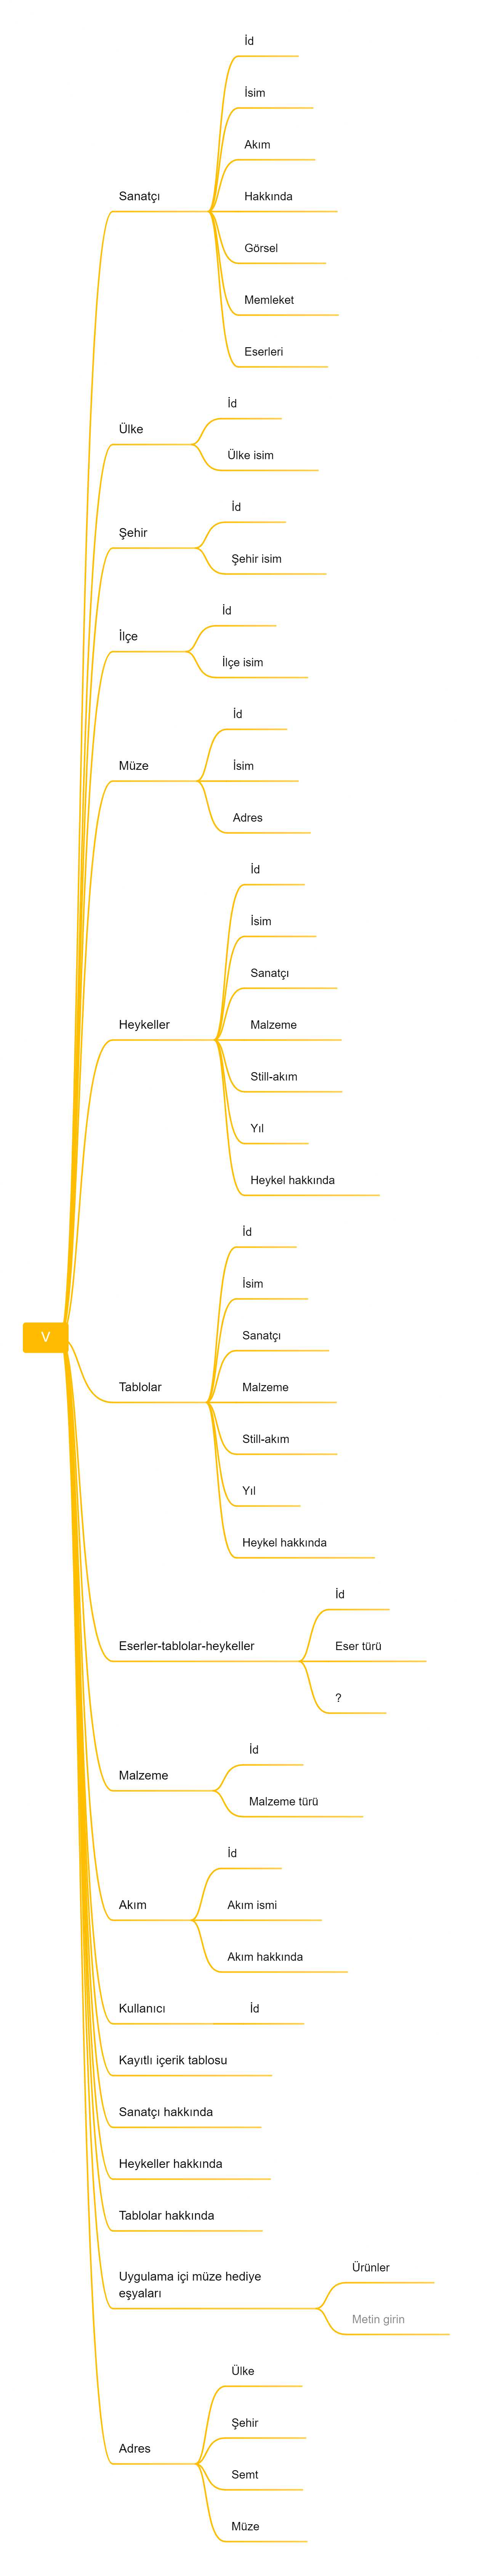 V
Sanatçı
İd
İsim
Akım
Hakkında
Görsel
Memleket
Eserleri
Ülke
İd
Ülke isim
Şehir
İd
Şehir isim
İlçe
İd
İlçe isim
Müze
İd
İsim
Adres
Heykeller
İd
İsim
Sanatçı
Malzeme
Still-akım
Yıl
Heykel hakkında
Tablolar
İd
İsim
Sanatçı
Malzeme
Still-akım
Yıl
Heykel hakkında
Eserler-tablolar-heykeller
İd
Eser türü
?
Malzeme
İd
Malzeme türü
Akım
İd
Akım ismi
Akım hakkında
Kullanıcı
İd
Kayıtlı içerik tablosu
Sanatçı hakkında
Heykeller hakkında
Tablolar hakkında
Uygulama içi müze hediye
eşyaları
Ürünler
Metin girin
Adres
Ülke
Şehir
Semt
Müze